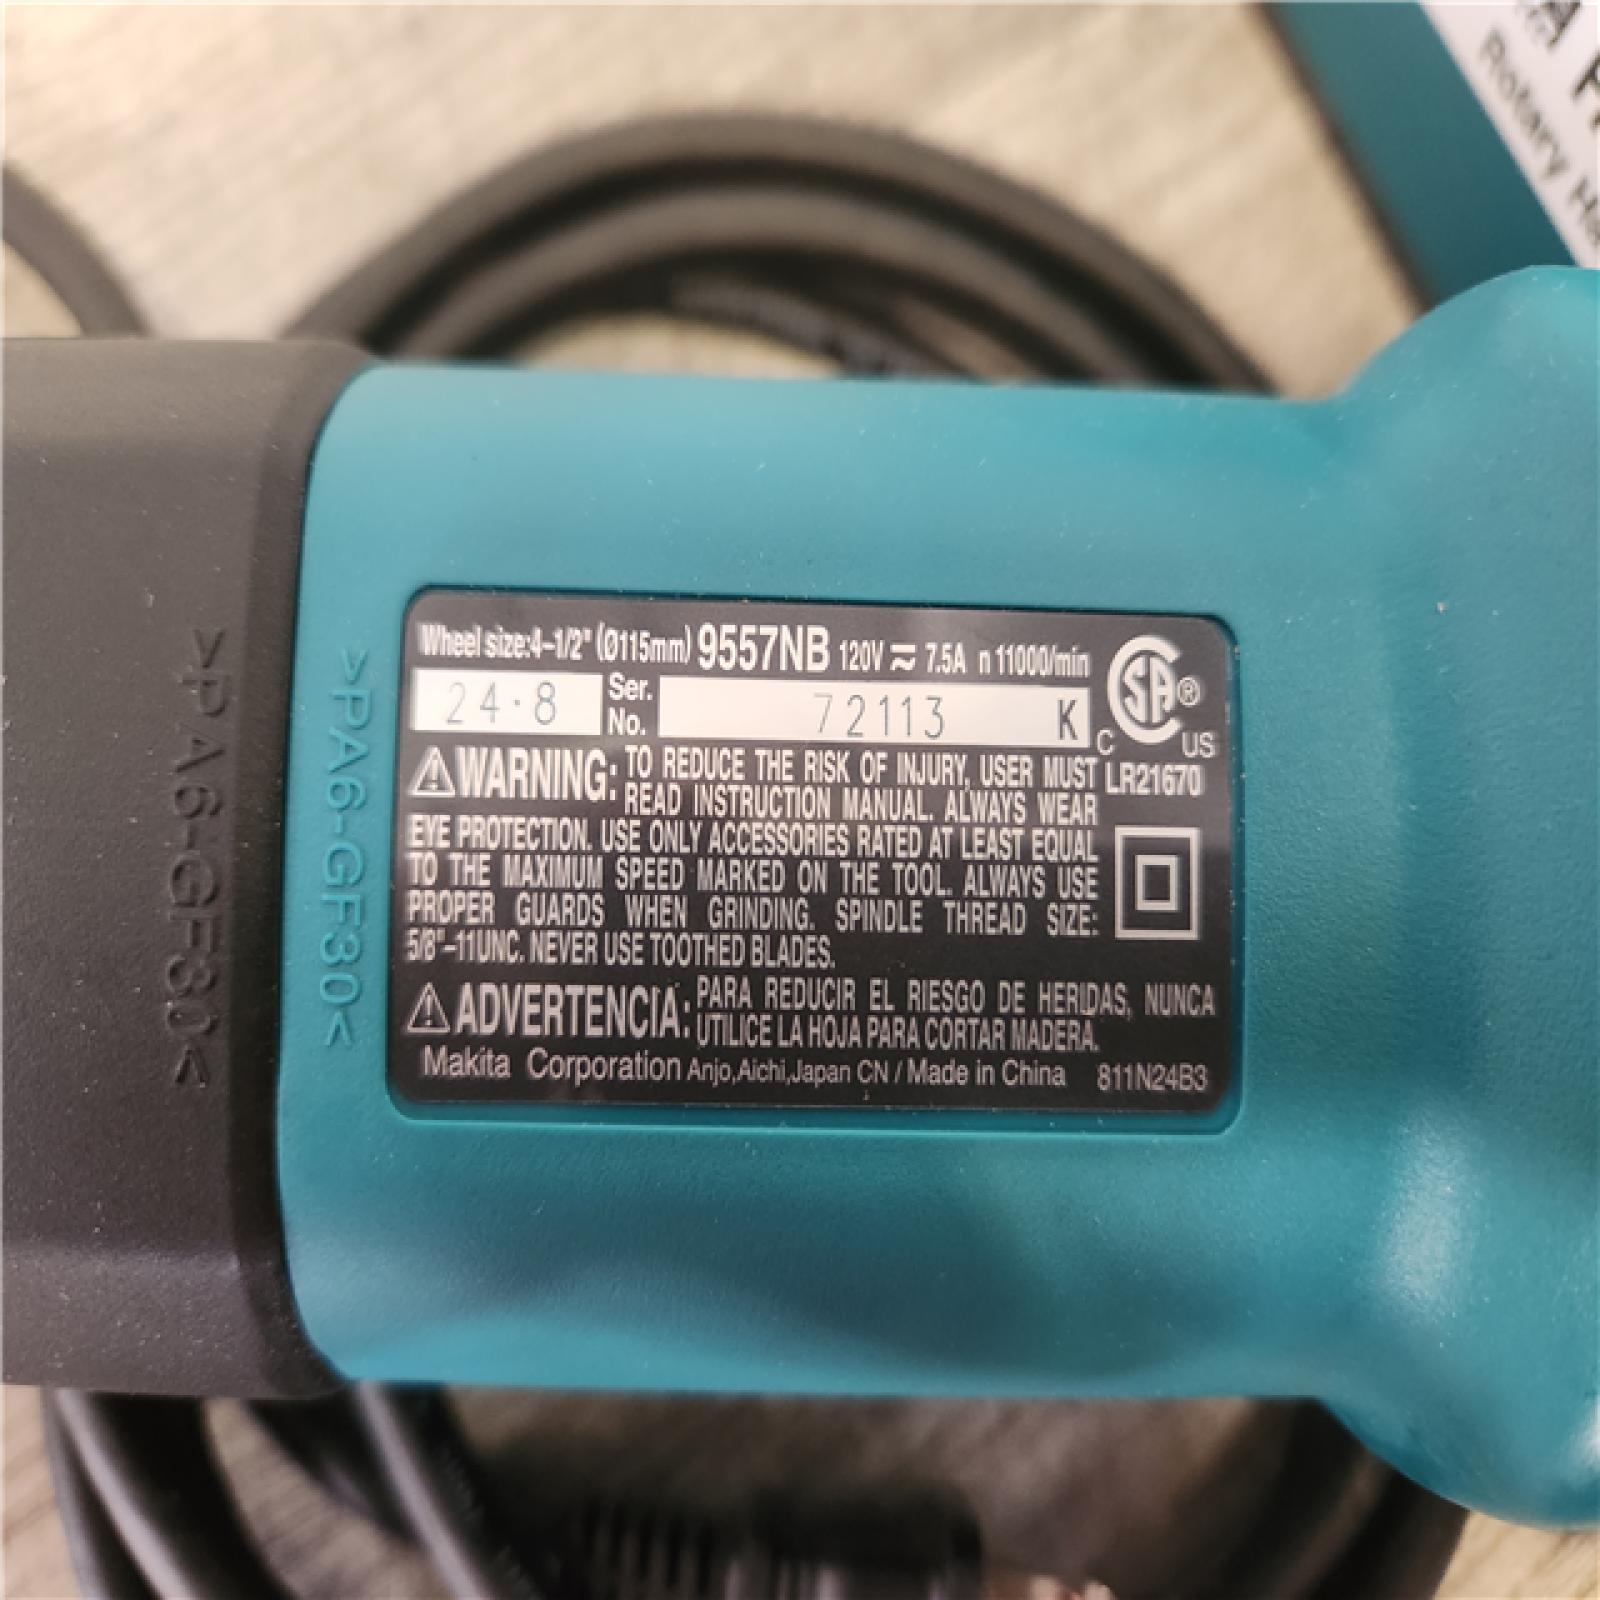 Rotary
>PA6-GF30<
>PA6-GF30<
Wheel size:4-1/2" (Ø115mm) 9557NB 120V ⎓ 7.5A n 11000/min
24・8 Ser. No. 72113 K
CSA®
C US
LR21670
⚠WARNING: TO REDUCE THE RISK OF INJURY, USER MUST
READ INSTRUCTION MANUAL. ALWAYS WEAR
EYE PROTECTION. USE ONLY ACCESSORIES RATED AT LEAST EQUAL
TO THE MAXIMUM SPEED MARKED ON THE TOOL. ALWAYS USE
PROPER GUARDS WHEN GRINDING. SPINDLE THREAD SIZE:
5/8"-11UNC. NEVER USE TOOTHED BLADES.
⚠ADVERTENCIA: PARA REDUCIR EL RIESGO DE HERIDAS, NUNCA
UTILICE LA HOJA PARA CORTAR MADERA.
Makita Corporation Anjo,Aichi,Japan CN / Made in China 811N24B3